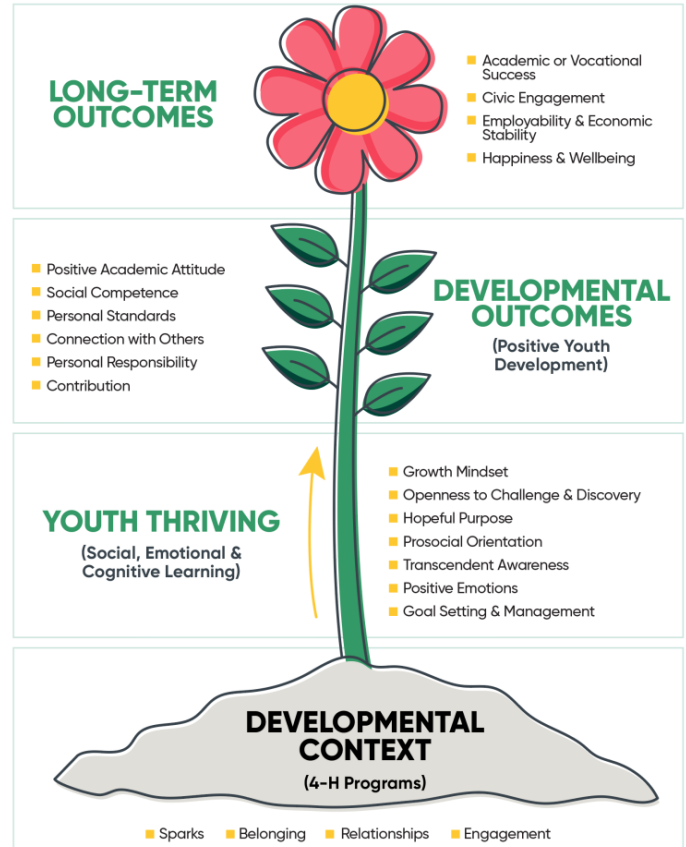 LONG-TERM
OUTCOMES
Academic or Vocational
Success
Civic Engagement
Employability & Economic
Stability
Happiness & Wellbeing
Positive Academic Attitude
Social Competence
Personal Standards
Connection with Others
Personal Responsibility
Contribution
DEVELOPMENTAL
OUTCOMES
(Positive Youth
Development)
YOUTH THRIVING
(Social, Emotional &
Cognitive Learning)
Growth Mindset
Openness to Challenge & Discovery
Hopeful Purpose
Prosocial Orientation
Transcendent Awareness
Positive Emotions
Goal Setting & Management
DEVELOPMENTAL
CONTEXT
(4-H Programs)
Sparks Belonging Relationships Engagement